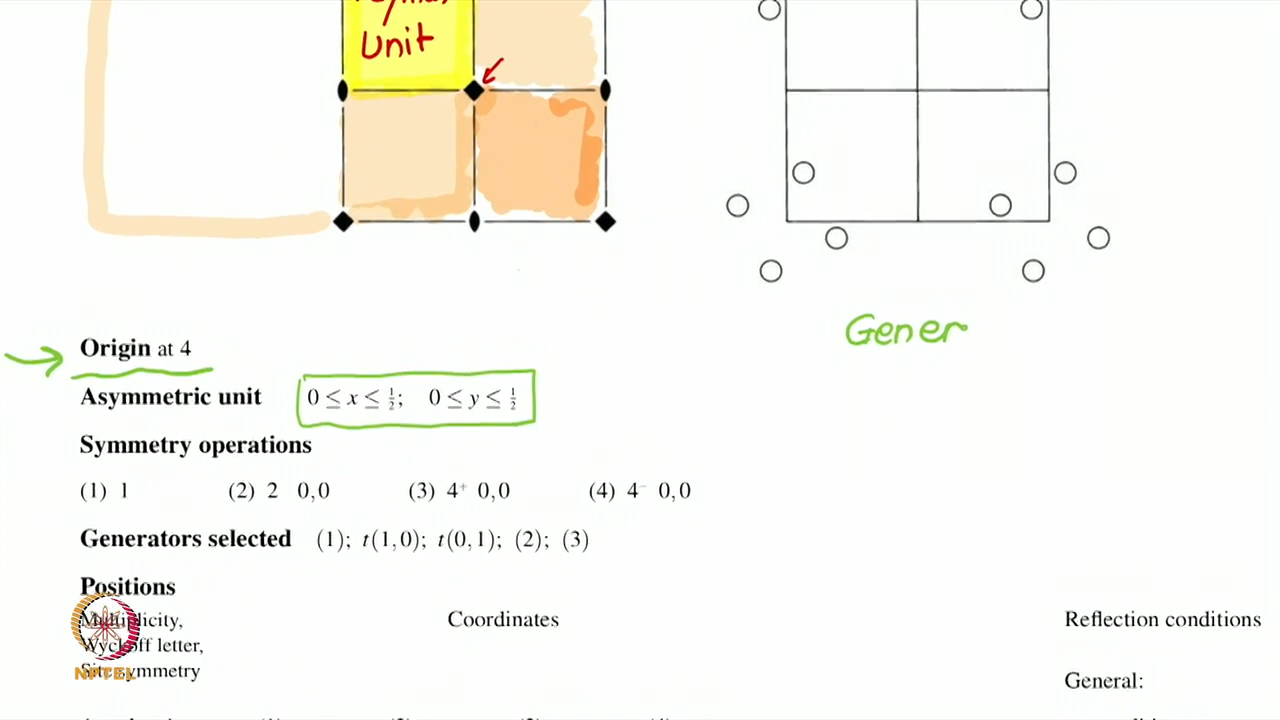 Unit
Gener
Origin at 4
Asymmetric unit 0 ≤ x ≤ ½; 0 ≤ y ≤ ½
Symmetry operations
(1) 1 (2) 2 0,0 (3) 4⁺ 0,0 (4) 4⁻ 0,0
Generators selected (1); t(1,0); t(0,1); (2); (3)
Positions
Multiplicity,
Wyckoff letter,
Site symmetry
Coordinates
Reflection conditions
General:
NPTEL